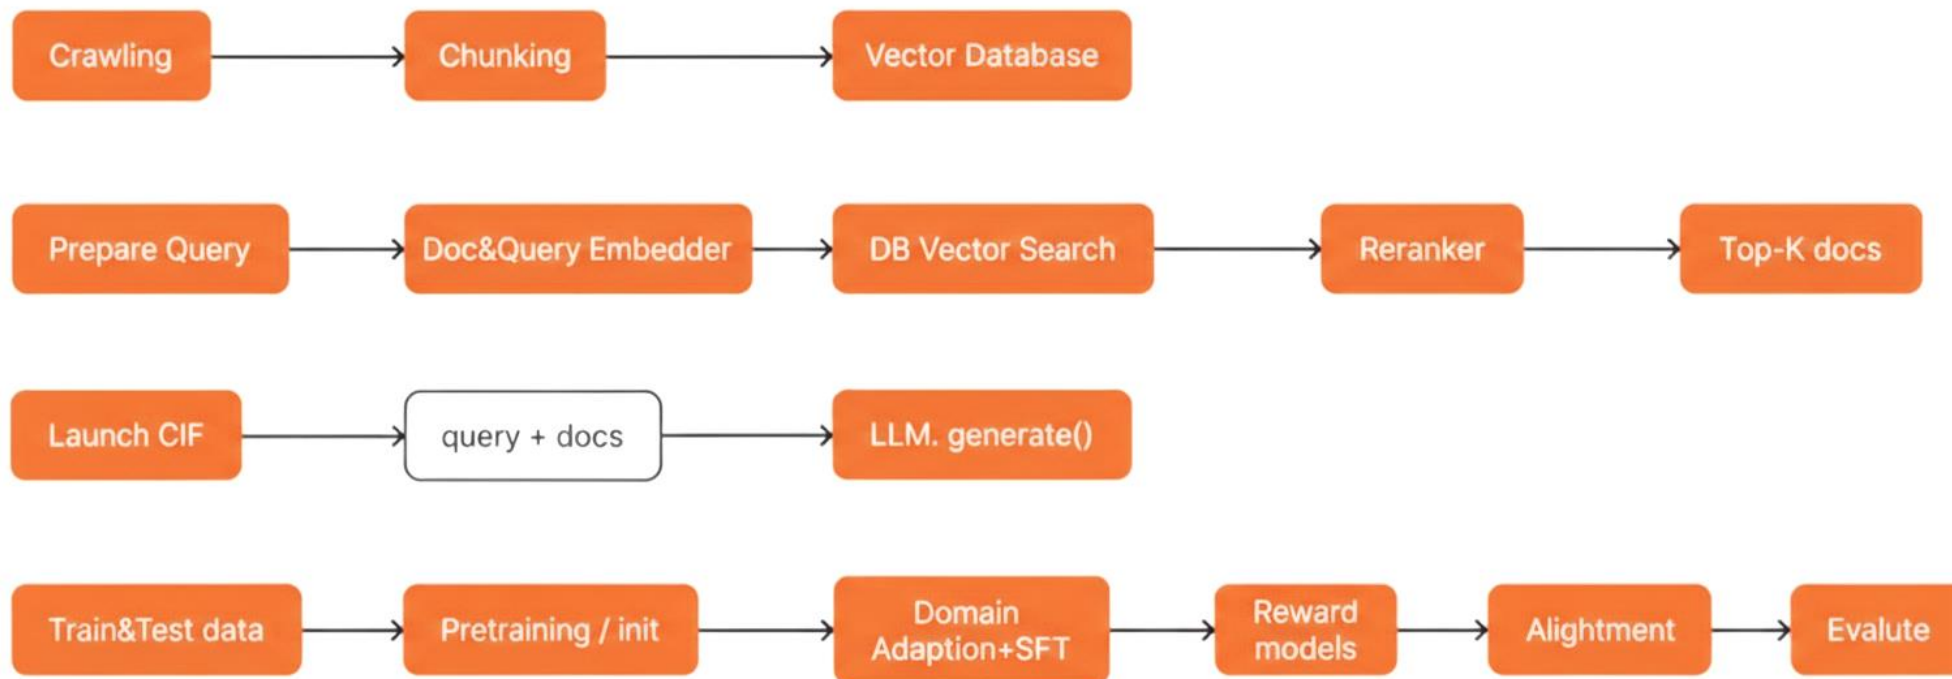 Crawling
Chunking
Vector Database
Prepare Query
Doc&Query Embedder
DB Vector Search
Reranker
Top-K docs
Launch CIF
query + docs
LLM. generate()
Train&Test data
Pretraining / init
Domain
Adaption+SFT
Reward
models
Alightment
Evalute